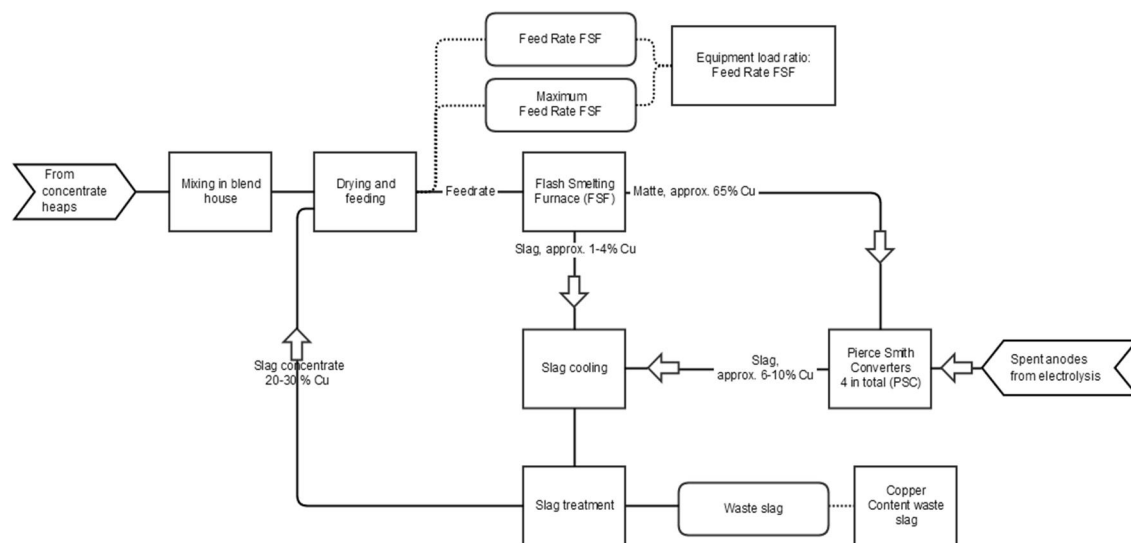 Feed Rate FSF
Maximum
Feed Rate FSF
Equipment load ratio:
Feed Rate FSF
From
concentrate
heaps
Mixing in blend
house
Drying and
feeding
Feedrate
Flash Smelting
Furnace (FSF)
Matte, approx. 65% Cu
Slag, approx. 1-4% Cu
Slag concentrate
20-30 % Cu
Slag cooling
Slag,
approx. 6-10% Cu
Pierce Smith
Converters
4 in total (PSC)
Spent anodes
from electrolysis
Slag treatment
Waste slag
Copper
Content waste
slag